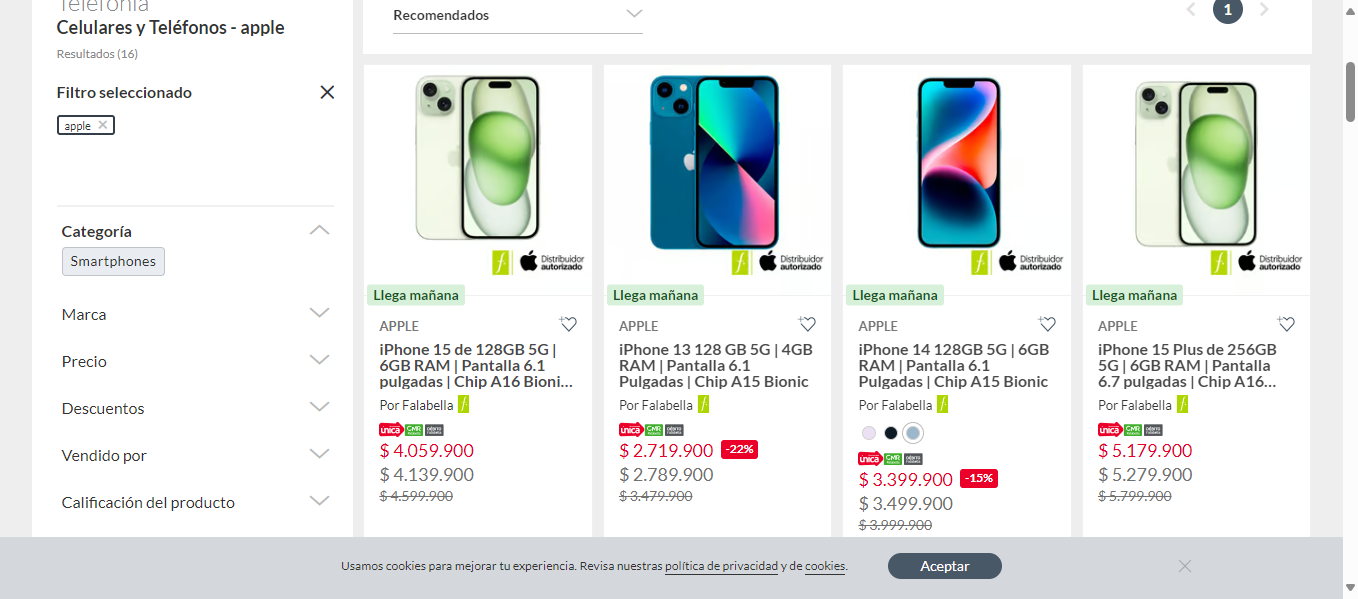 Telefonía
Celulares y Teléfonos - apple
Resultados (16)
Filtro seleccionado
apple
Categoría
Smartphones
Marca
Precio
Descuentos
Vendido por
Calificación del producto
Recomendados
1
Distribuidor
autorizado
Llega mañana
APPLE
iPhone 15 de 128GB 5G |
6GB RAM | Pantalla 6.1
pulgadas | Chip A16 Bioni...
Por Falabella
única CMR
$ 4.059.900
$ 4.139.900
$ 4.599.900
Distribuidor
autorizado
Llega mañana
APPLE
iPhone 13 128 GB 5G | 4GB
RAM | Pantalla 6.1
Pulgadas | Chip A15 Bionic
Por Falabella
única CMR
$ 2.719.900 -22%
$ 2.789.900
$ 3.479.900
Distribuidor
autorizado
Llega mañana
APPLE
iPhone 14 128GB 5G | 6GB
RAM | Pantalla 6.1
Pulgadas | Chip A15 Bionic
Por Falabella
única CMR
$ 3.399.900 -15%
$ 3.499.900
$ 3.999.900
Distribuidor
autorizado
Llega mañana
APPLE
iPhone 15 Plus de 256GB
5G | 6GB RAM | Pantalla
6.7 pulgadas | Chip A16...
Por Falabella
única CMR
$ 5.179.900
$ 5.279.900
$ 5.799.900
Usamos cookies para mejorar tu experiencia. Revisa nuestras política de privacidad y de cookies.
Aceptar